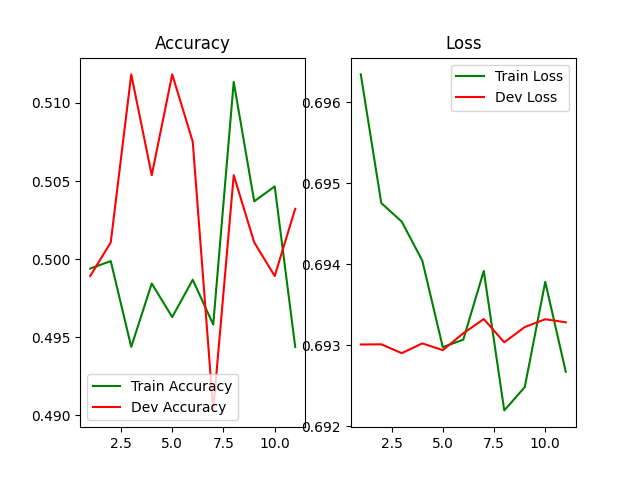 Accuracy
0.510
0.505
0.500
0.495
0.490
Train Accuracy
Dev Accuracy
2.5 5.0 7.5 10.0
Loss
0.696
0.695
0.694
0.693
0.692
Train Loss
Dev Loss
2.5 5.0 7.5 10.0